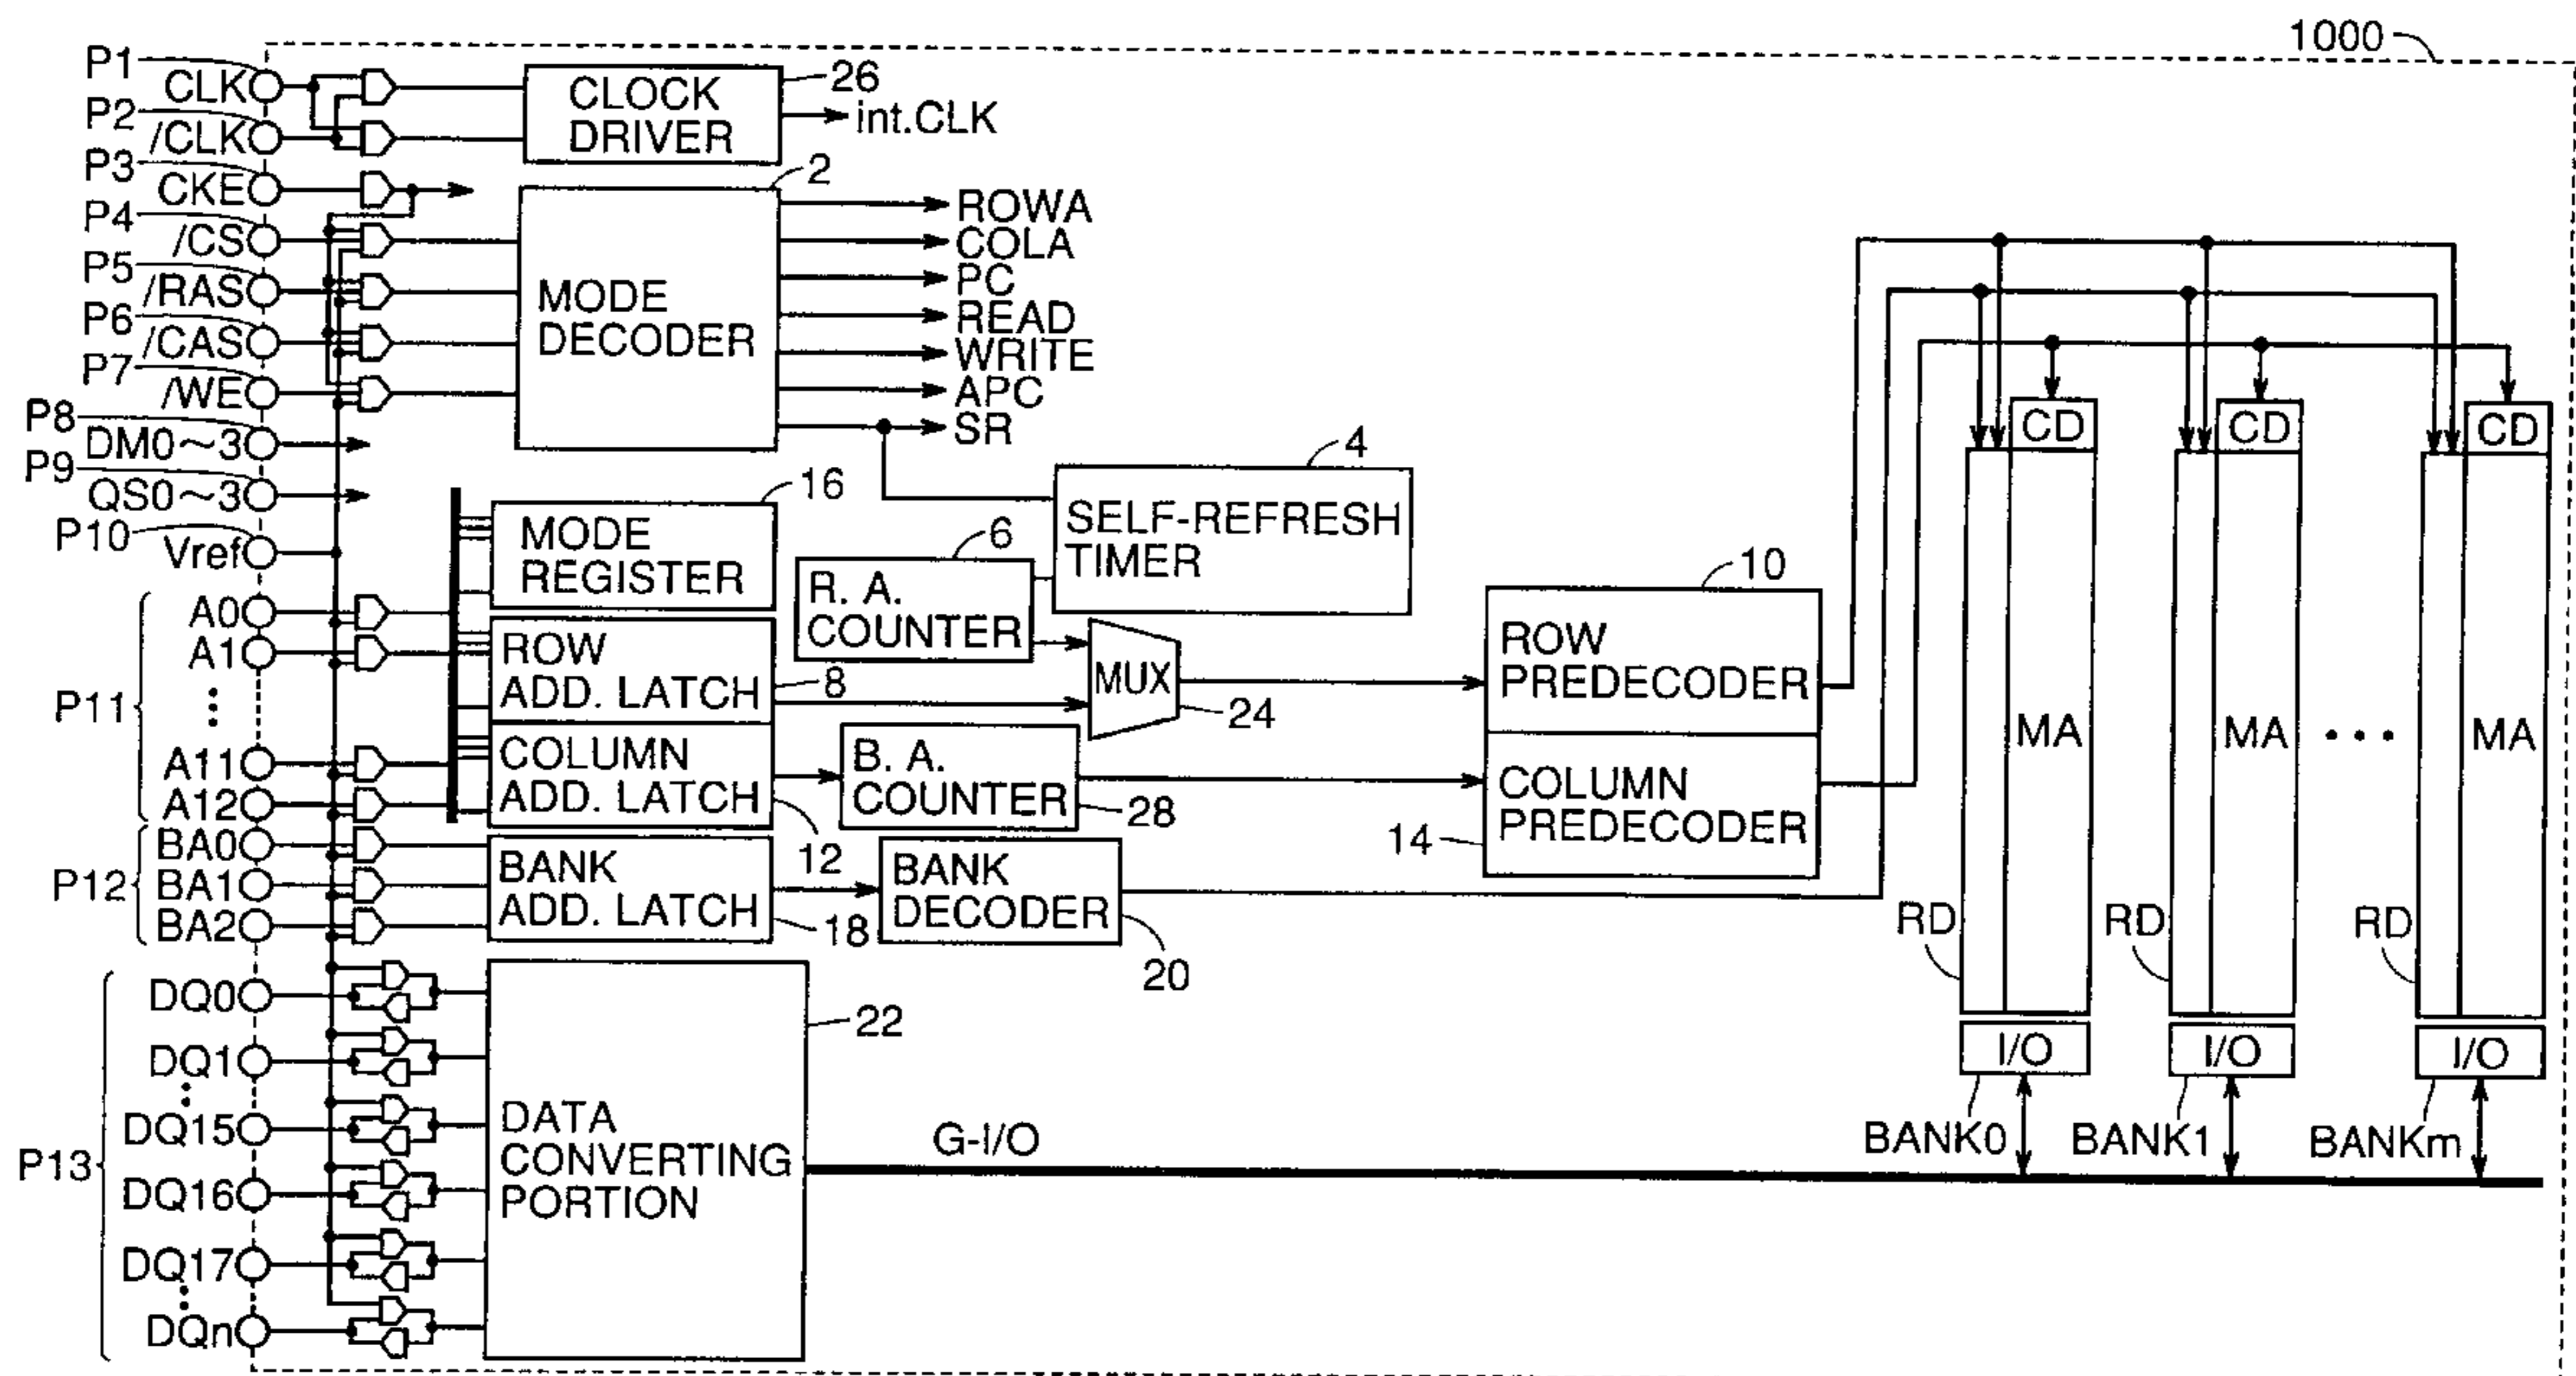 1000
P1
CLK
P2
/CLK
P3
CKE
P4
/CS
P5
/RAS
P6
/CAS
P7
/WE
P8
DM0~3
P9
QS0~3
P10
Vref
P11
A0
A1
A11
A12
P12
BA0
BA1
BA2
P13
DQ0
DQ1
DQ15
DQ16
DQ17
DQn
CLOCK
DRIVER
26
int.CLK
MODE
DECODER
2
ROWA
COLA
PC
READ
WRITE
APC
SR
MODE
REGISTER
16
SELF-REFRESH
TIMER
4
R. A.
COUNTER
6
ROW
ADD. LATCH
8
MUX
24
COLUMN
ADD. LATCH
12
B. A.
COUNTER
28
ROW
PREDECODER
10
COLUMN
PREDECODER
14
BANK
ADD. LATCH
18
BANK
DECODER
20
DATA
CONVERTING
PORTION
22
G-I/O
CD
MA
RD
I/O
BANK0
CD
MA
RD
I/O
BANK1
...
CD
MA
RD
I/O
BANKm